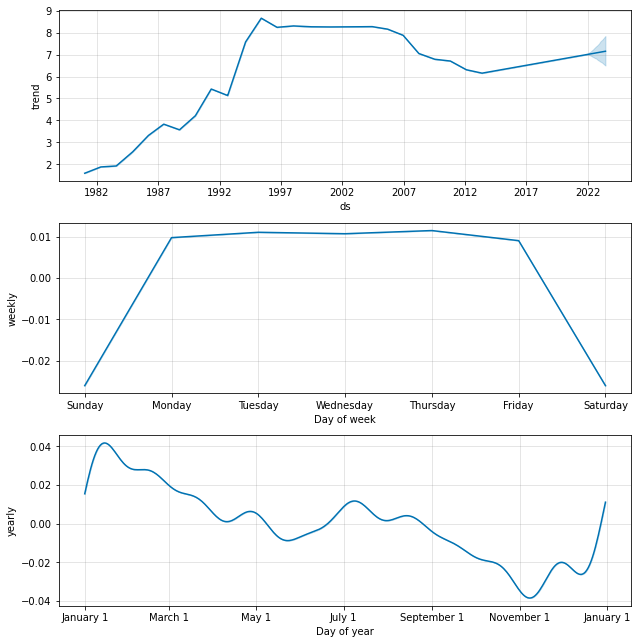 9
8
7
6
5
4
3
2
trend
1982 1987 1992 1997 2002 2007 2012 2017 2022
ds
0.01
0.00
−0.01
−0.02
weekly
Sunday Monday Tuesday Wednesday Thursday Friday Saturday
Day of week
0.04
0.02
0.00
−0.02
−0.04
yearly
January 1 March 1 May 1 July 1 September 1 November 1 January 1
Day of year